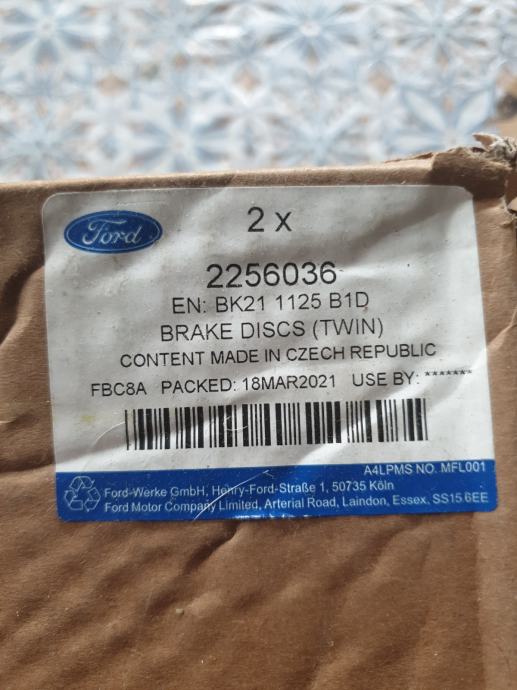 Ford
2 x
2256036
EN: BK21 1125 B1D
BRAKE DISCS (TWIN)
CONTENT MADE IN CZECH REPUBLIC
FBC8A PACKED: 18MAR2021 USE BY: *******
A4LPMS NO. MFL001
Ford-Werke GmbH, Henry-Ford-Straße 1, 50735 Köln
Ford Motor Company Limited, Arterial Road, Laindon, Essex, SS15 6EE